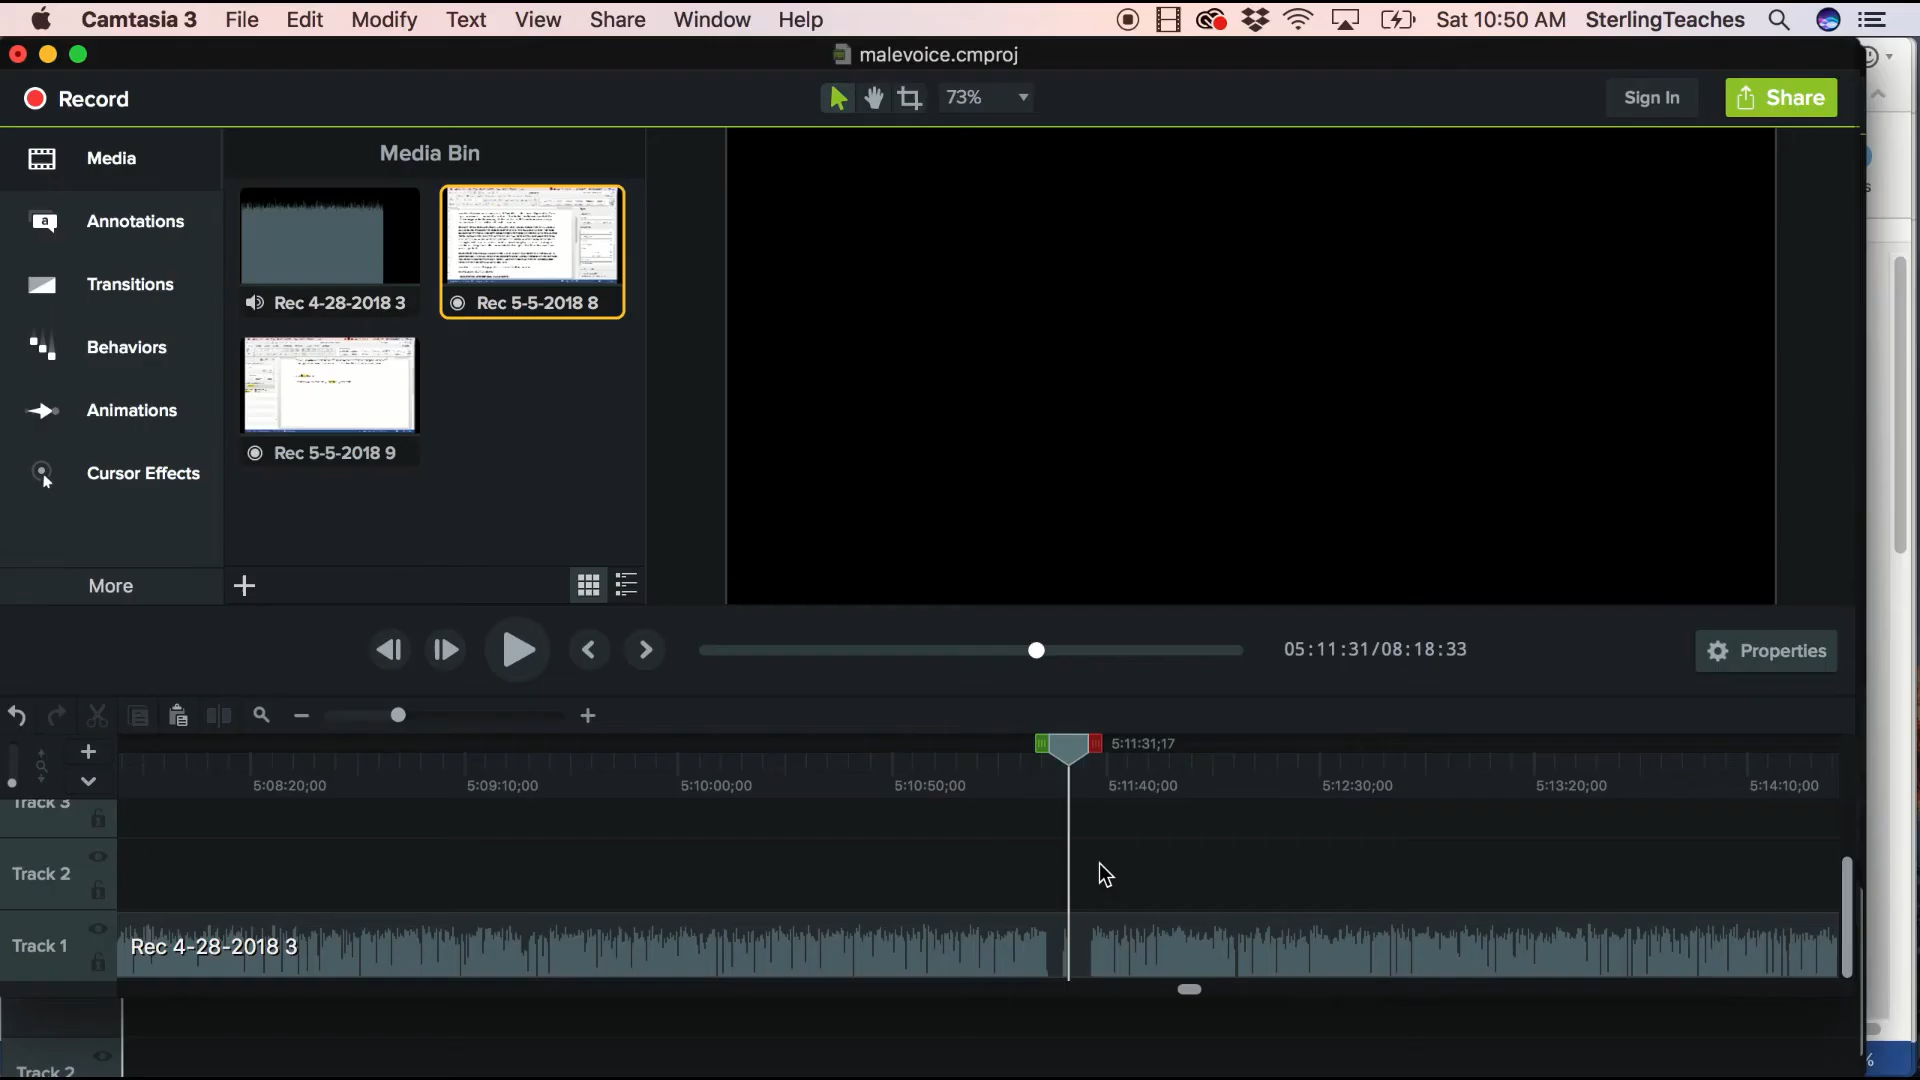 Camtasia 3 File Edit Modify Text View Share Window Help Sat 10:50 AM SterlingTeaches
malevoice.cmproj
Record 73% Sign In Share
Media
Annotations
Transitions
Behaviors
Animations
Cursor Effects
More
Media Bin
Rec 4-28-2018 3 Rec 5-5-2018 8
Rec 5-5-2018 9
05:11:31/08:18:33 Properties
5:11:31;17
5:08:20;00 5:09:10;00 5:10:00;00 5:10:50;00 5:11:40;00 5:12:30;00 5:13:20;00 5:14:10;00
Track 3
Track 2
Track 1 Rec 4-28-2018 3
Track 2